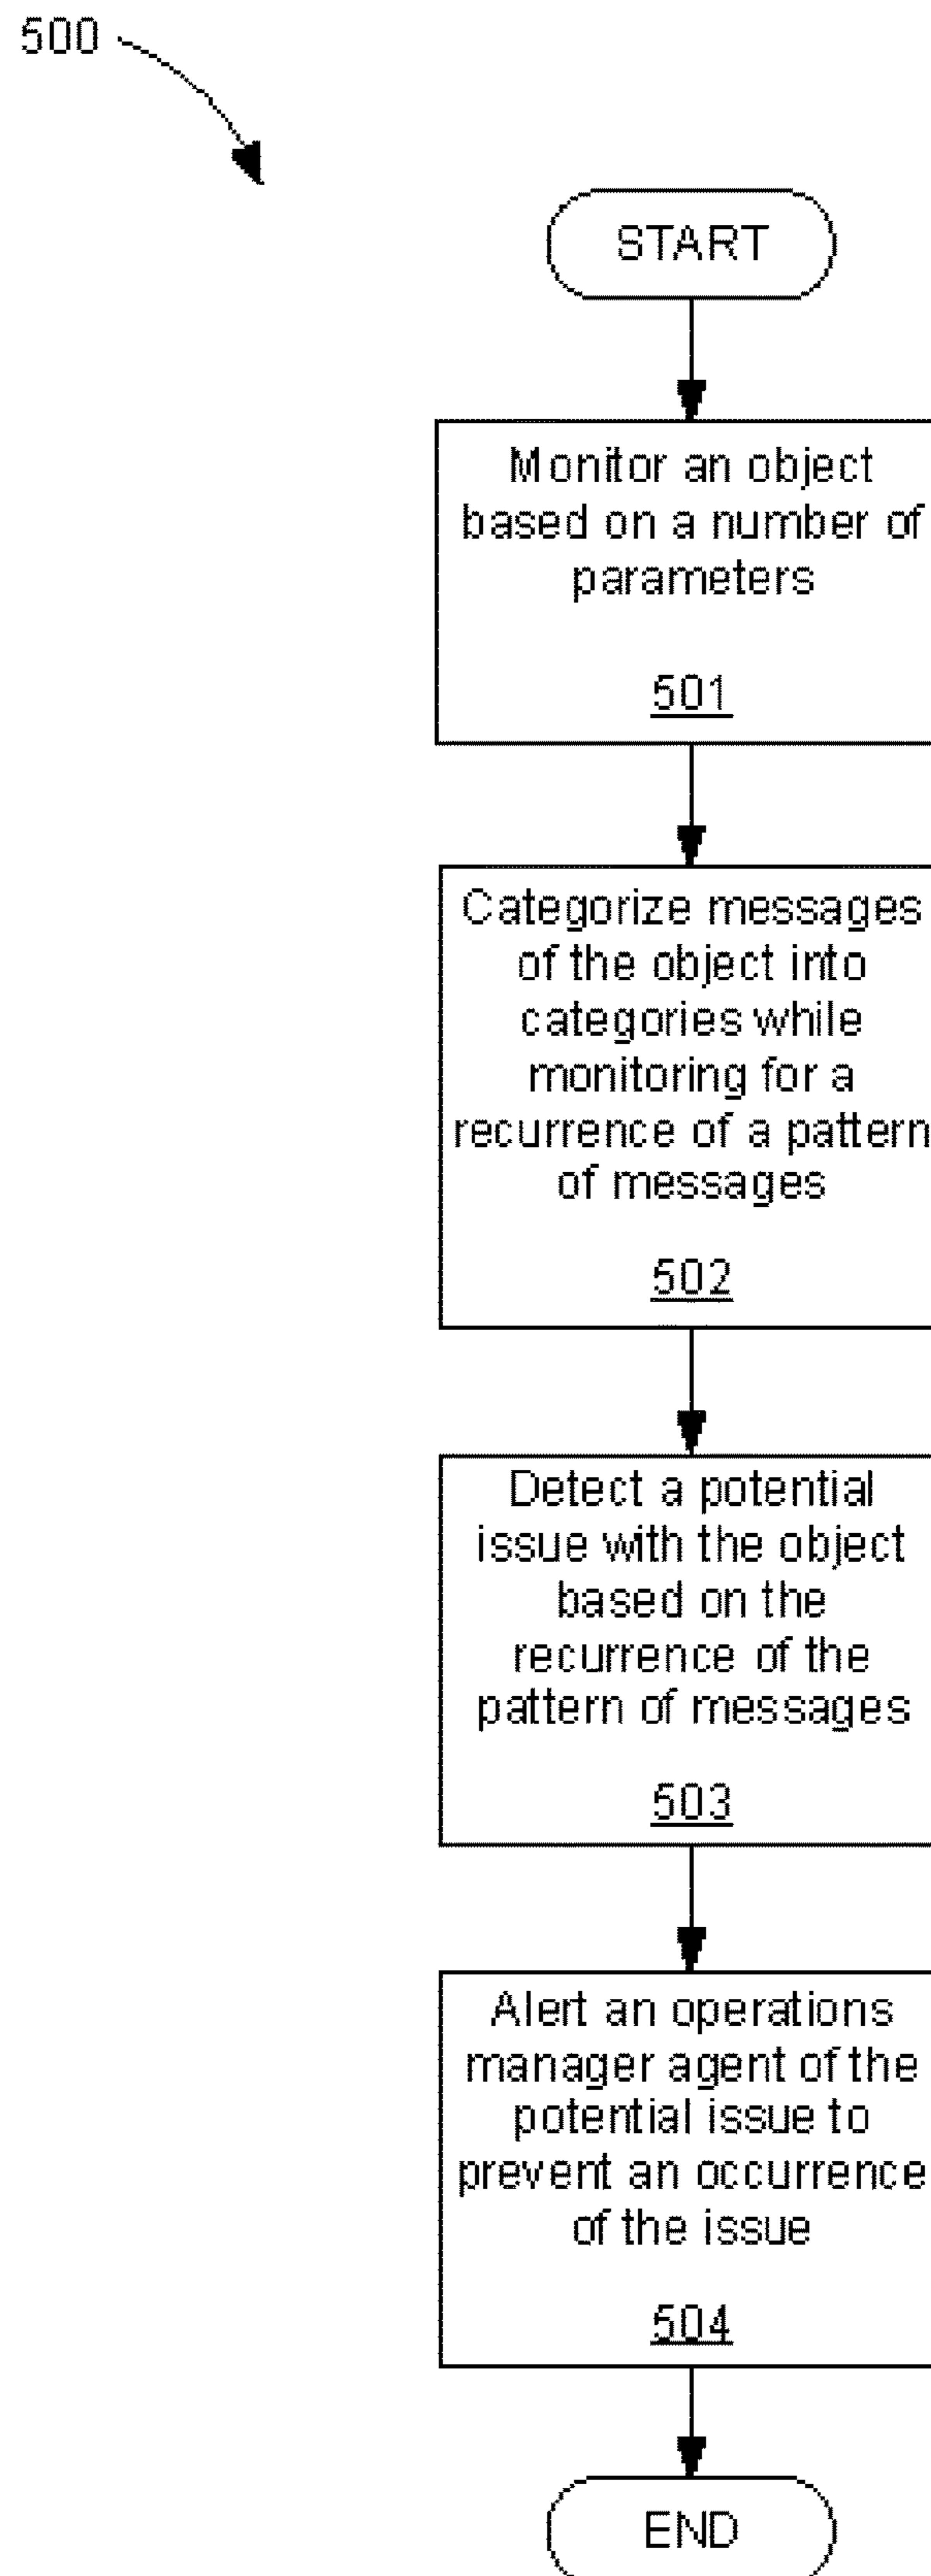 500
START
Monitor an object
based on a number of
parameters
501
Categorize messages
of the object into
categories while
monitoring for a
recurrence of a pattern
of messages
502
Detect a potential
issue with the object
based on the
recurrence of the
pattern of messages
503
Alert an operations
manager agent of the
potential issue to
prevent an occurrence
of the issue
504
END